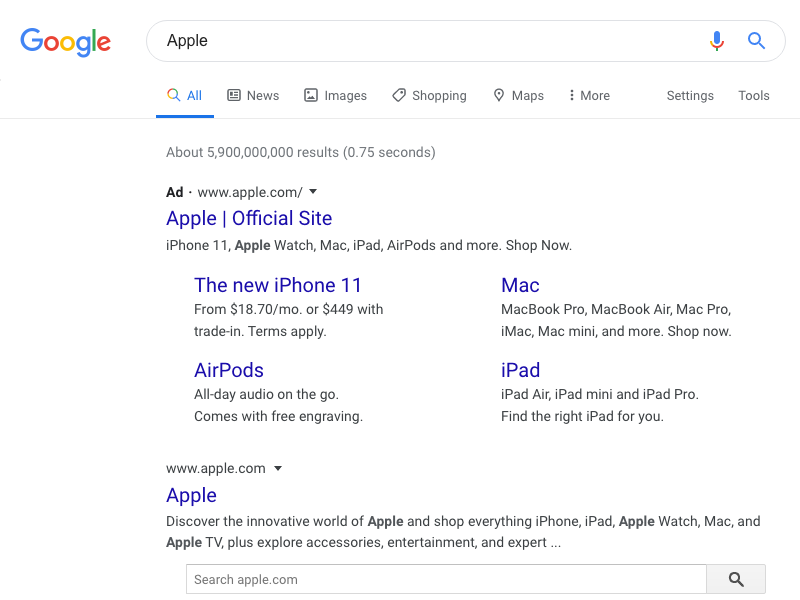 Google
Apple
All News Images Shopping Maps More Settings Tools
About 5,900,000,000 results (0.75 seconds)
Ad · www.apple.com/
Apple | Official Site
iPhone 11, Apple Watch, Mac, iPad, AirPods and more. Shop Now.
The new iPhone 11
From $18.70/mo. or $449 with
trade-in. Terms apply.
Mac
MacBook Pro, MacBook Air, Mac Pro,
iMac, Mac mini, and more. Shop now.
AirPods
All-day audio on the go.
Comes with free engraving.
iPad
iPad Air, iPad mini and iPad Pro.
Find the right iPad for you.
www.apple.com
Apple
Discover the innovative world of Apple and shop everything iPhone, iPad, Apple Watch, Mac, and
Apple TV, plus explore accessories, entertainment, and expert ...
Search apple.com